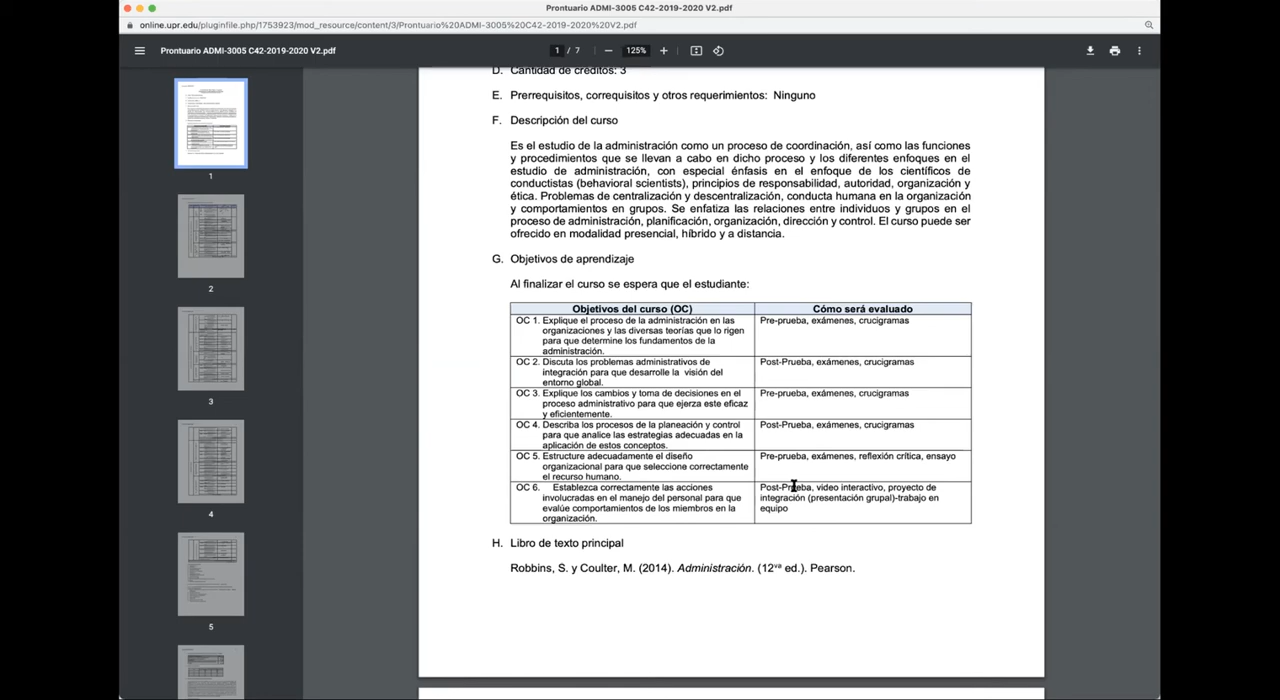 Prontuario ADMI-3005 C42-2019-2020 V2.pdf
online.upr.edu/pluginfile.php/1753923/mod_resource/content/3/Prontuario%20ADMI-3005%20C42-2019-2020%20V2.pdf
Prontuario ADMI-3005 C42-2019-2020 V2.pdf
1 / 7
125%
D. Cantidad de créditos: 3
E. Prerrequisitos, correquisitos y otros requerimientos: Ninguno
F. Descripción del curso
Es el estudio de la administración como un proceso de coordinación, así como las funciones
y procedimientos que se llevan a cabo en dicho proceso y los diferentes enfoques en el
estudio de administración, con especial énfasis en el enfoque de los científicos de
conductistas (behavioral scientists), principios de responsabilidad, autoridad, organización y
ética. Problemas de centralización y descentralización, conducta humana en la organización
y comportamientos en grupos. Se enfatiza las relaciones entre individuos y grupos en el
proceso de administración, planificación, organización, dirección y control. El curso puede ser
ofrecido en modalidad presencial, híbrido y a distancia.
G. Objetivos de aprendizaje
Al finalizar el curso se espera que el estudiante:
Objetivos del curso (OC)
Cómo será evaluado
OC 1. Explique el proceso de la administración en las
organizaciones y las diversas teorías que lo rigen
para que determine los fundamentos de la
administración.
Pre-prueba, exámenes, crucigramas
OC 2. Discuta los problemas administrativos de
integración para que desarrolle la visión del
entorno global.
Post-Prueba, exámenes, crucigramas
OC 3. Explique los cambios y toma de decisiones en el
proceso administrativo para que ejerza este eficaz
y eficientemente.
Pre-prueba, exámenes, crucigramas
OC 4. Describa los procesos de la planeación y control
para que analice las estrategias adecuadas en la
aplicación de estos conceptos.
Post-Prueba, exámenes, crucigramas
OC 5. Estructure adecuadamente el diseño
organizacional para que seleccione correctamente
el recurso humano.
Pre-prueba, exámenes, reflexión crítica, ensayo
OC 6. Establezca correctamente las acciones
involucradas en el manejo del personal para que
evalúe comportamientos de los miembros en la
organización.
Post-Prueba, video interactivo, proyecto de
integración (presentación grupal)-trabajo en
equipo
H. Libro de texto principal
Robbins, S. y Coulter, M. (2014). Administración. (12va ed.). Pearson.
1
2
3
4
5